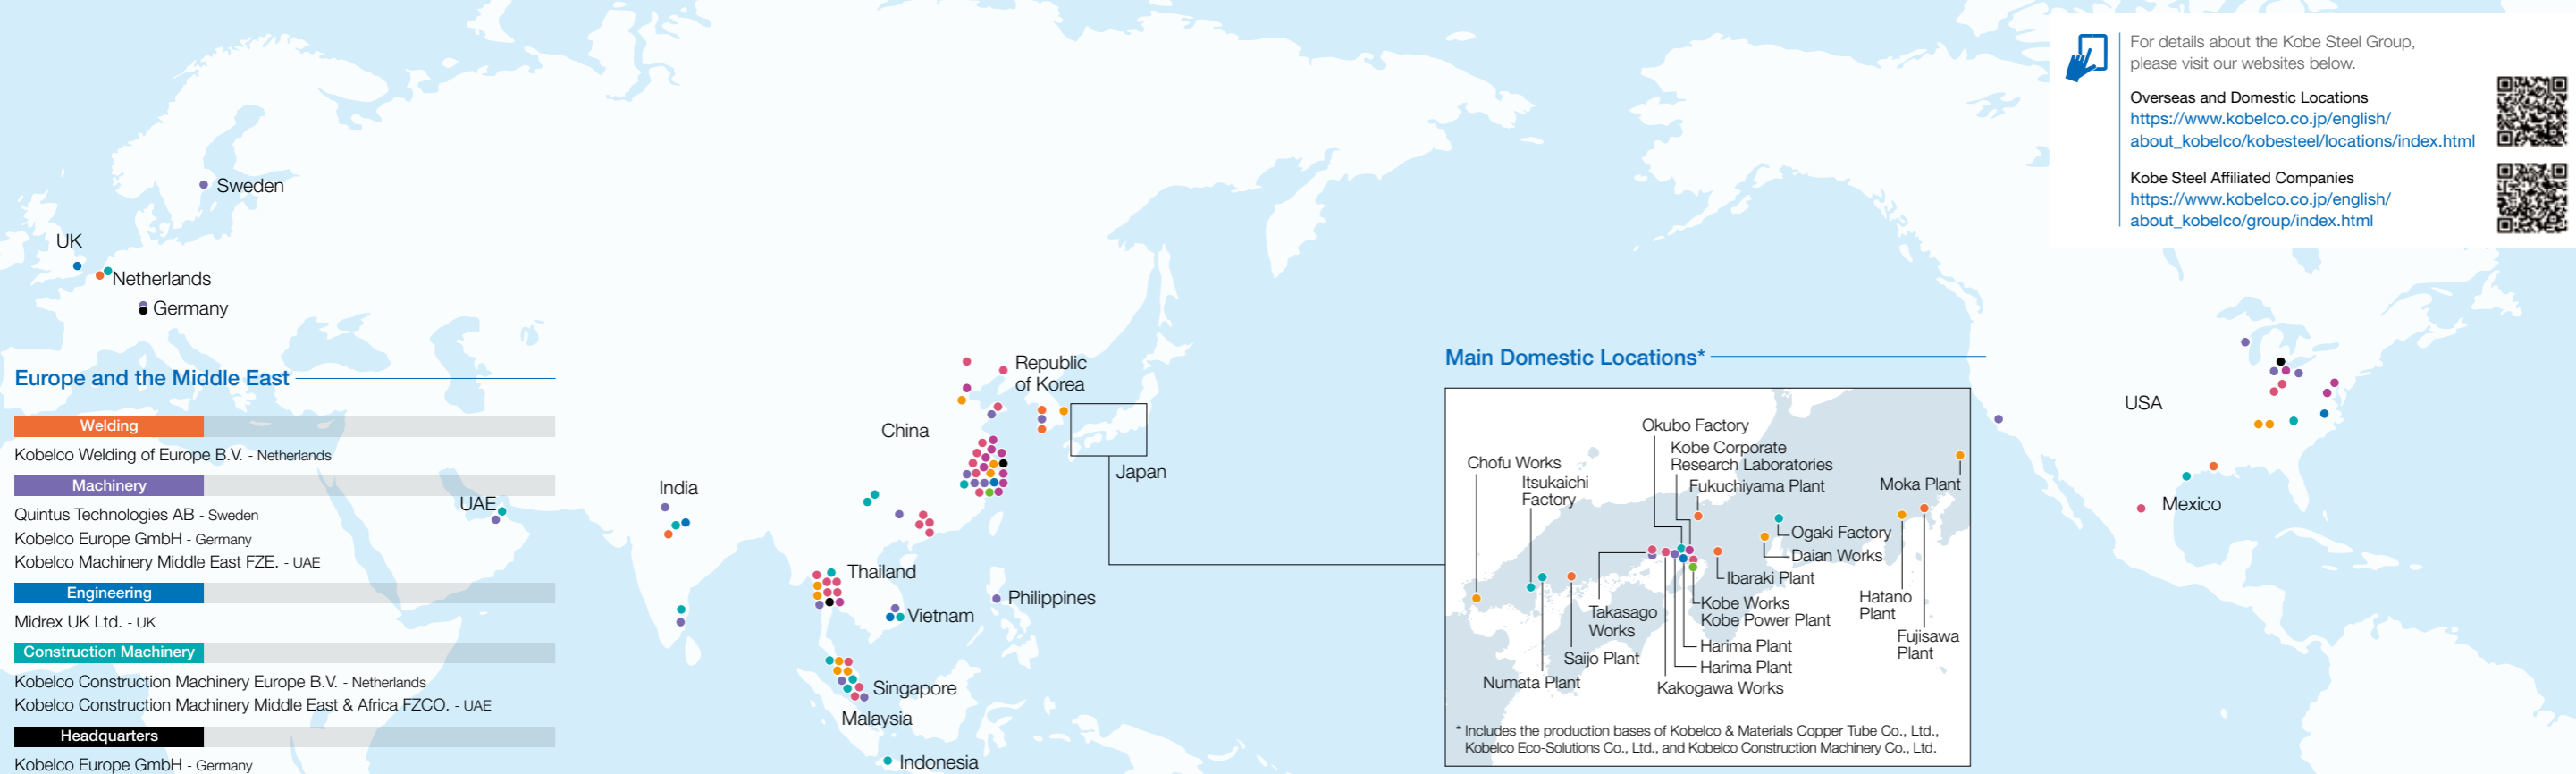 For details about the Kobe Steel Group,
please visit our websites below.
Overseas and Domestic Locations
https://www.kobelco.co.jp/english/
about_kobelco/kobesteel/locations/index.html
Kobe Steel Affiliated Companies
https://www.kobelco.co.jp/english/
about_kobelco/group/index.html
Sweden
UK
Netherlands
Germany
Europe and the Middle East
Welding
Kobelco Welding of Europe B.V. - Netherlands
Machinery
Quintus Technologies AB - Sweden
Kobelco Europe GmbH - Germany
Kobelco Machinery Middle East FZE. - UAE
Engineering
Midrex UK Ltd. - UK
Construction Machinery
Kobelco Construction Machinery Europe B.V. - Netherlands
Kobelco Construction Machinery Middle East & Africa FZCO. - UAE
Headquarters
Kobelco Europe GmbH - Germany
UAE
India
China
Republic
of Korea
Japan
Thailand
Vietnam
Philippines
Singapore
Malaysia
Indonesia
Main Domestic Locations*
Okubo Factory
Kobe Corporate
Research Laboratories
Chofu Works
Itsukaichi
Factory
Fukuchiyama Plant
Moka Plant
Ogaki Factory
Daian Works
Ibaraki Plant
Hatano
Plant
Takasago
Works
Kobe Works
Kobe Power Plant
Fujisawa
Plant
Harima Plant
Saijo Plant
Harima Plant
Numata Plant
Kakogawa Works
* Includes the production bases of Kobelco & Materials Copper Tube Co., Ltd.,
Kobelco Eco-Solutions Co., Ltd., and Kobelco Construction Machinery Co., Ltd.
USA
Mexico